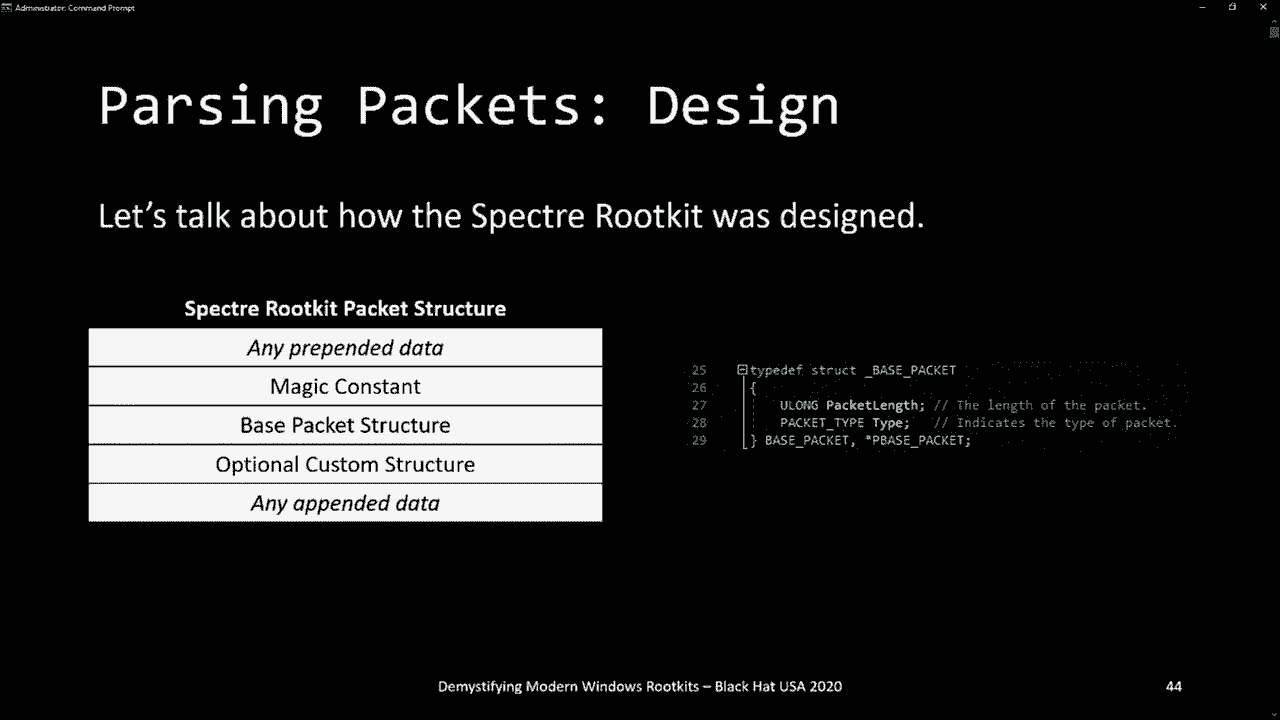 Administrator: Command Prompt
Parsing Packets: Design
Let's talk about how the Spectre Rootkit was designed.
Spectre Rootkit Packet Structure
Any prepended data
Magic Constant
Base Packet Structure
Optional Custom Structure
Any appended data
25 typedef struct _BASE_PACKET
26 {
27 ULONG PacketLength; // The length of the packet.
28 PACKET_TYPE Type; // Indicates the type of packet.
29 } BASE_PACKET, *PBASE_PACKET;
Demystifying Modern Windows Rootkits – Black Hat USA 2020
44